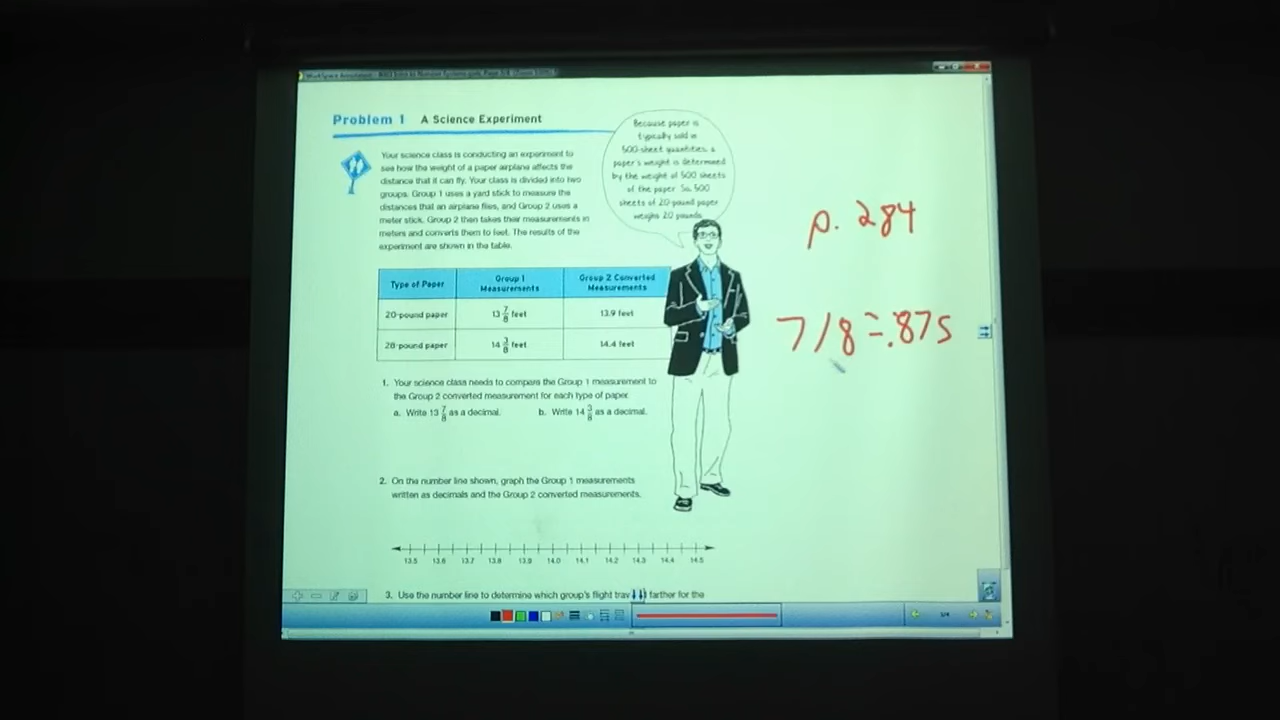 Problem 1 A Science Experiment
Your science class is conducting an experiment to
see how the weight of a paper airplane affects the
distance that it can fly. Your class is divided into two
groups. Group 1 uses a yard stick to measure the
distances that an airplane flies, and Group 2 uses a
meter stick. Group 2 then takes their measurements in
meters and converts them to feet. The results of the
experiment are shown in the table.
Because paper is
typically sold in
500-sheet quantities, a
paper's weight is determined
by the weight of 500 sheets
of the paper. So, 500
sheets of 20-pound paper
weighs 20 pounds.
p. 284
7/8 = .875
Type of Paper
Group 1
Measurements
Group 2 Converted
Measurements
20-pound paper
13 7/8 feet
13.9 feet
28-pound paper
14 3/8 feet
14.4 feet
1. Your science class needs to compare the Group 1 measurement to
the Group 2 converted measurement for each type of paper.
a. Write 13 7/8 as a decimal.
b. Write 14 3/8 as a decimal.
2. On the number line shown, graph the Group 1 measurements
written as decimals and the Group 2 converted measurements.
13.5 13.6 13.7 13.8 13.9 14.0 14.1 14.2 14.3 14.4 14.5
3. Use the number line to determine which group's flight trav farther for the